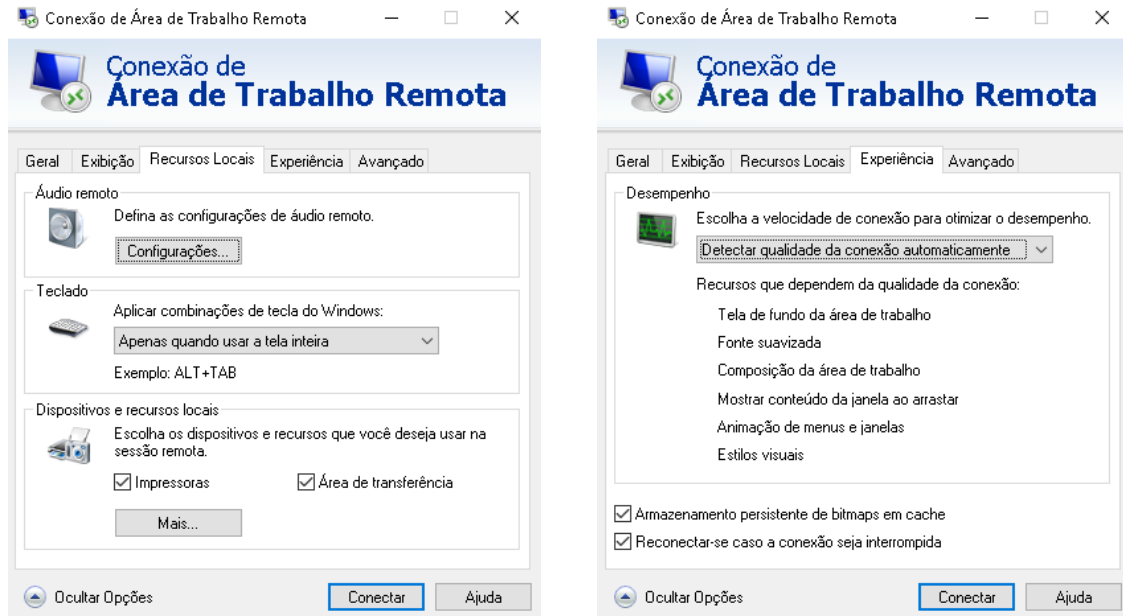 Conexão de Área de Trabalho Remota
Conexão de
Área de Trabalho Remota
Geral Exibição Recursos Locais Experiência Avançado
Áudio remoto
Defina as configurações de áudio remoto.
Configurações...
Teclado
Aplicar combinações de tecla do Windows:
Apenas quando usar a tela inteira
Exemplo: ALT+TAB
Dispositivos e recursos locais
Escolha os dispositivos e recursos que você deseja usar na
sessão remota.
Impressoras Área de transferência
Mais...
Ocultar Opções Conectar Ajuda
Conexão de Área de Trabalho Remota
Conexão de
Área de Trabalho Remota
Geral Exibição Recursos Locais Experiência Avançado
Desempenho
Escolha a velocidade de conexão para otimizar o desempenho.
Detectar qualidade da conexão automaticamente
Recursos que dependem da qualidade da conexão:
Tela de fundo da área de trabalho
Fonte suavizada
Composição da área de trabalho
Mostrar conteúdo da janela ao arrastar
Animação de menus e janelas
Estilos visuais
Armazenamento persistente de bitmaps em cache
Reconectar-se caso a conexão seja interrompida
Ocultar Opções Conectar Ajuda